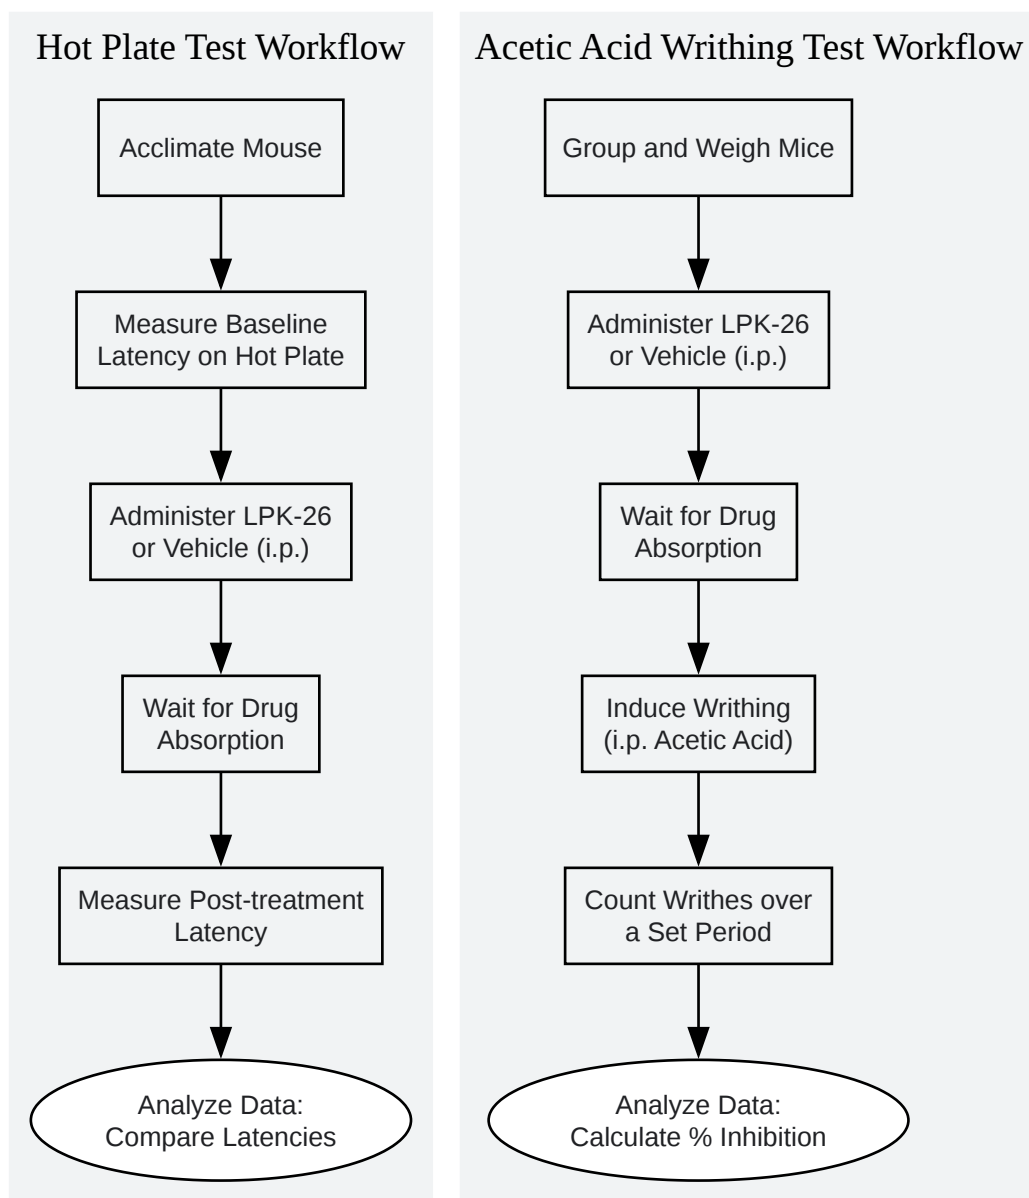 Hot Plate Test Workflow
Acclimate Mouse
Measure Baseline
Latency on Hot Plate
Administer LPK-26
or Vehicle (i.p.)
Wait for Drug
Absorption
Measure Post-treatment
Latency
Analyze Data:
Compare Latencies
Acetic Acid Writhing Test Workflow
Group and Weigh Mice
Administer LPK-26
or Vehicle (i.p.)
Wait for Drug
Absorption
Induce Writhing
(i.p. Acetic Acid)
Count Writhes over
a Set Period
Analyze Data:
Calculate % Inhibition